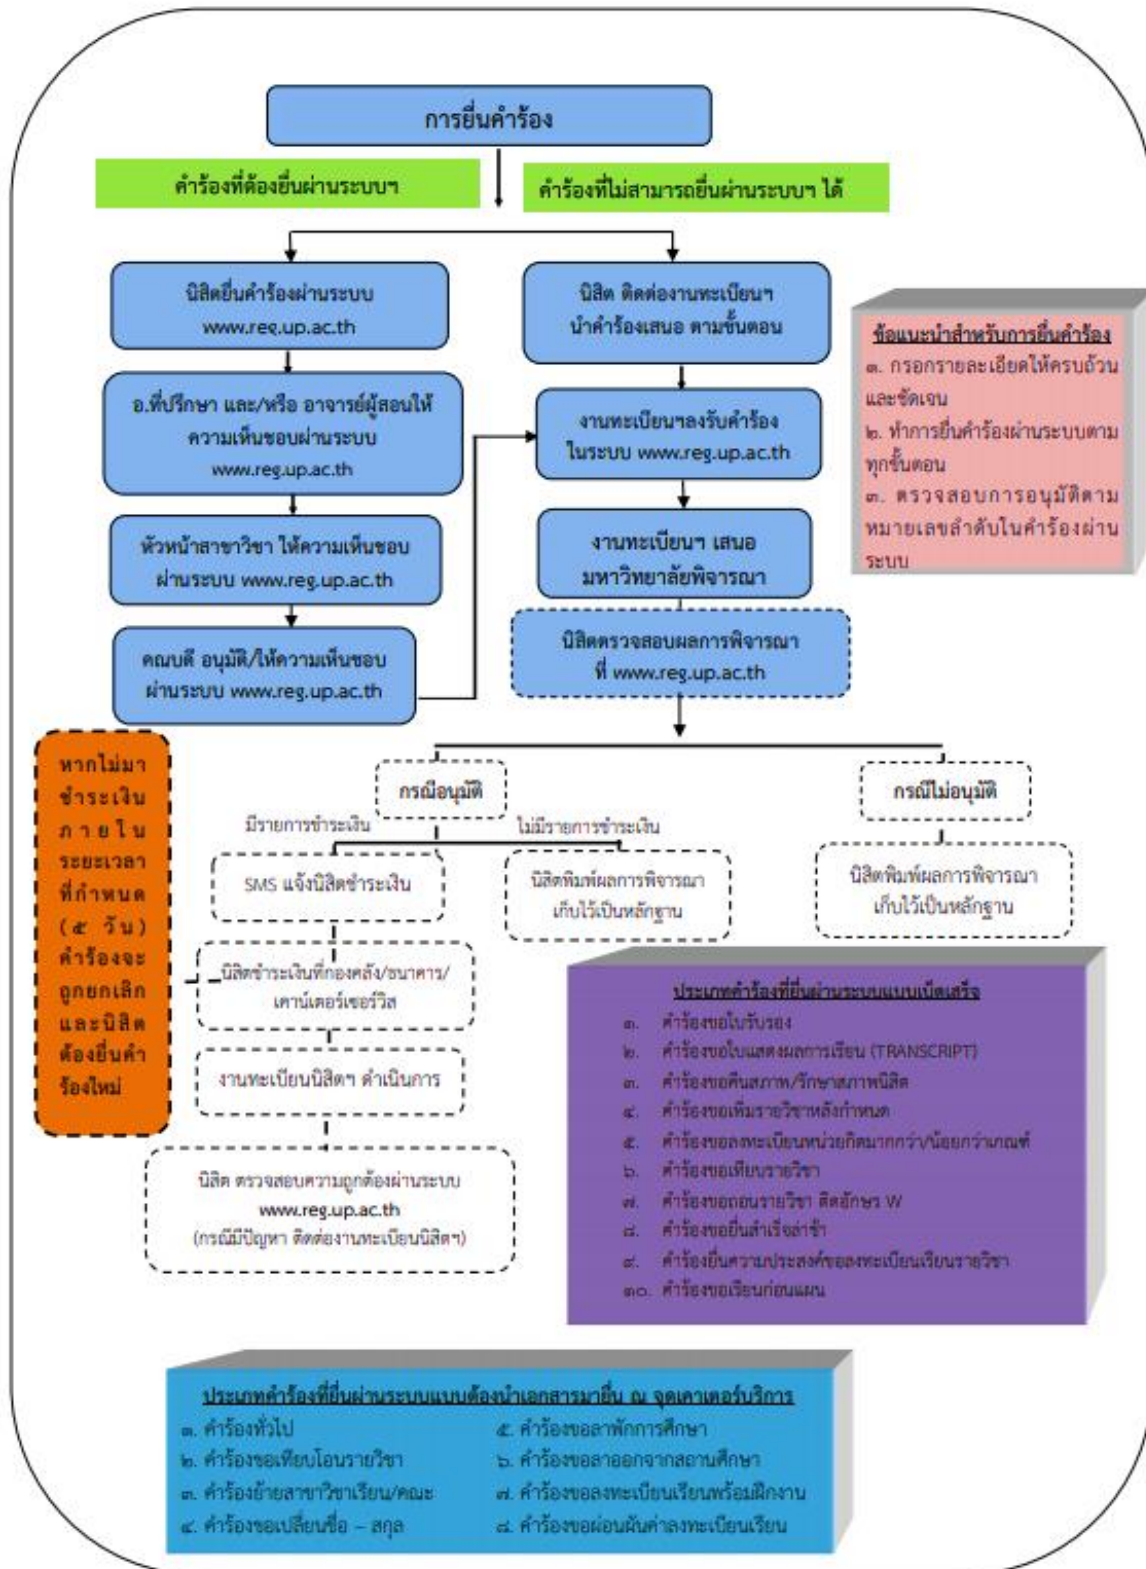 การยื่นคำร้อง
คำร้องที่ต้องยื่นผ่านระบบฯ
คำร้องที่ไม่สามารถยื่นผ่านระบบฯ ได้
นิสิตยื่นคำร้องผ่านระบบ
www.reg.up.ac.th
อ.ที่ปรึกษา และ/หรือ อาจารย์ผู้สอนให้
ความเห็นชอบผ่านระบบ
www.reg.up.ac.th
หัวหน้าสาขาวิชา ให้ความเห็นชอบ
ผ่านระบบ www.reg.up.ac.th
คณบดี อนุมัติ/ให้ความเห็นชอบ
ผ่านระบบ www.reg.up.ac.th
นิสิต ติดต่องานทะเบียนฯ
นำคำร้องเสนอ ตามขั้นตอน
งานทะเบียนฯลงรับคำร้อง
ในระบบ www.reg.up.ac.th
งานทะเบียนฯ เสนอ
มหาวิทยาลัยพิจารณา
นิสิตตรวจสอบผลการพิจารณา
ที่ www.reg.up.ac.th
ข้อแนะนำสำหรับการยื่นคำร้อง
๑. กรอกรายละเอียดให้ครบถ้วน
และชัดเจน
๒. ทำการยื่นคำร้องผ่านระบบตาม
ทุกขั้นตอน
๓. ตรวจสอบการอนุมัติตาม
หมายเลขลำดับในคำร้องผ่าน
ระบบ
หากไม่มา
ชำระเงิน
ภายใน
ระยะเวลา
ที่กำหนด
(๕ วัน)
คำร้องจะ
ถูกยกเลิก
และนิสิต
ต้องยื่นคำ
ร้องใหม่
กรณีอนุมัติ
กรณีไม่อนุมัติ
มีรายการชำระเงิน
ไม่มีรายการชำระเงิน
SMS แจ้งนิสิตชำระเงิน
นิสิตพิมพ์ผลการพิจารณา
เก็บไว้เป็นหลักฐาน
นิสิตพิมพ์ผลการพิจารณา
เก็บไว้เป็นหลักฐาน
นิสิตชำระเงินที่กองคลัง/ธนาคาร/
เคาน์เตอร์เซอร์วิส
งานทะเบียนนิสิตฯ ดำเนินการ
นิสิต ตรวจสอบความถูกต้องผ่านระบบ
www.reg.up.ac.th
(กรณีมีปัญหา ติดต่องานทะเบียนนิสิตฯ)
ประเภทคำร้องที่ยื่นผ่านระบบแบบเบ็ดเสร็จ
๑. คำร้องขอใบรับรอง
๒. คำร้องขอใบแสดงผลการเรียน (TRANSCRIPT)
๓. คำร้องขอคืนสภาพ/รักษาสภาพนิสิต
๔. คำร้องขอเพิ่มรายวิชาหลังกำหนด
๕. คำร้องขอลงทะเบียนหน่วยกิตมากกว่า/น้อยกว่าเกณฑ์
๖. คำร้องขอเทียบรายวิชา
๗. คำร้องขอถอนรายวิชา ติดอักษร W
๘. คำร้องขอยื่นสำเร็จล่าช้า
๙. คำร้องยื่นความประสงค์ขอลงทะเบียนเรียนรายวิชา
๑๐. คำร้องขอเรียนก่อนแผน
ประเภทคำร้องที่ยื่นผ่านระบบแบบต้องนำเอกสารมายื่น ณ จุดเคาเตอร์บริการ
๑. คำร้องทั่วไป
๒. คำร้องขอเทียบโอนรายวิชา
๓. คำร้องย้ายสาขาวิชาเรียน/คณะ
๔. คำร้องขอเปลี่ยนชื่อ – สกุล
๕. คำร้องขอลาพักการศึกษา
๖. คำร้องขอลาออกจากสถานศึกษา
๗. คำร้องขอลงทะเบียนเรียนพร้อมฝึกงาน
๘. คำร้องขอผ่อนผันค่าลงทะเบียนเรียน